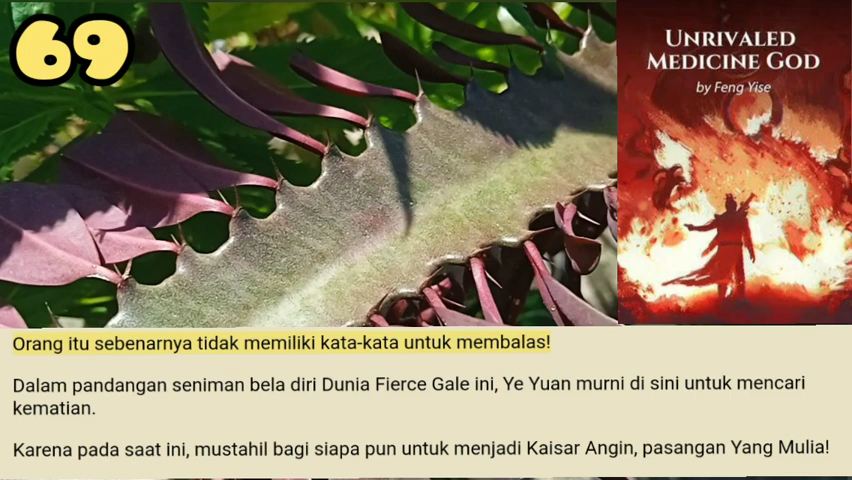 69
UNRIVALED
MEDICINE GOD
by Feng Yise
Orang itu sebenarnya tidak memiliki kata-kata untuk membalas!
Dalam pandangan seniman bela diri Dunia Fierce Gale ini, Ye Yuan murni di sini untuk mencari
kematian.
Karena pada saat ini, mustahil bagi siapa pun untuk menjadi Kaisar Angin, pasangan Yang Mulia!